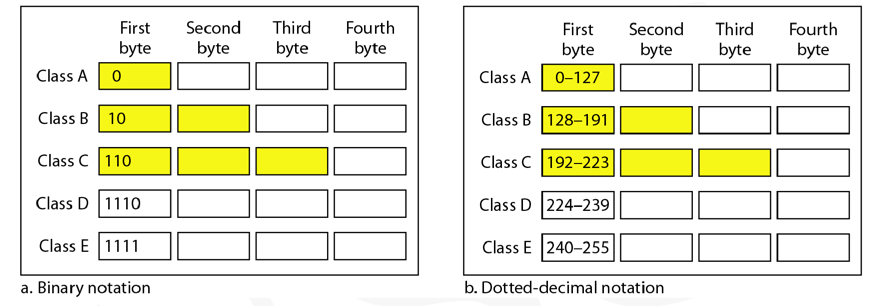 First byte Second byte Third byte Fourth byte
Class A 0
Class B 10
Class C 110
Class D 1110
Class E 1111
a. Binary notation
First byte Second byte Third byte Fourth byte
Class A 0–127
Class B 128–191
Class C 192–223
Class D 224–239
Class E 240–255
b. Dotted-decimal notation